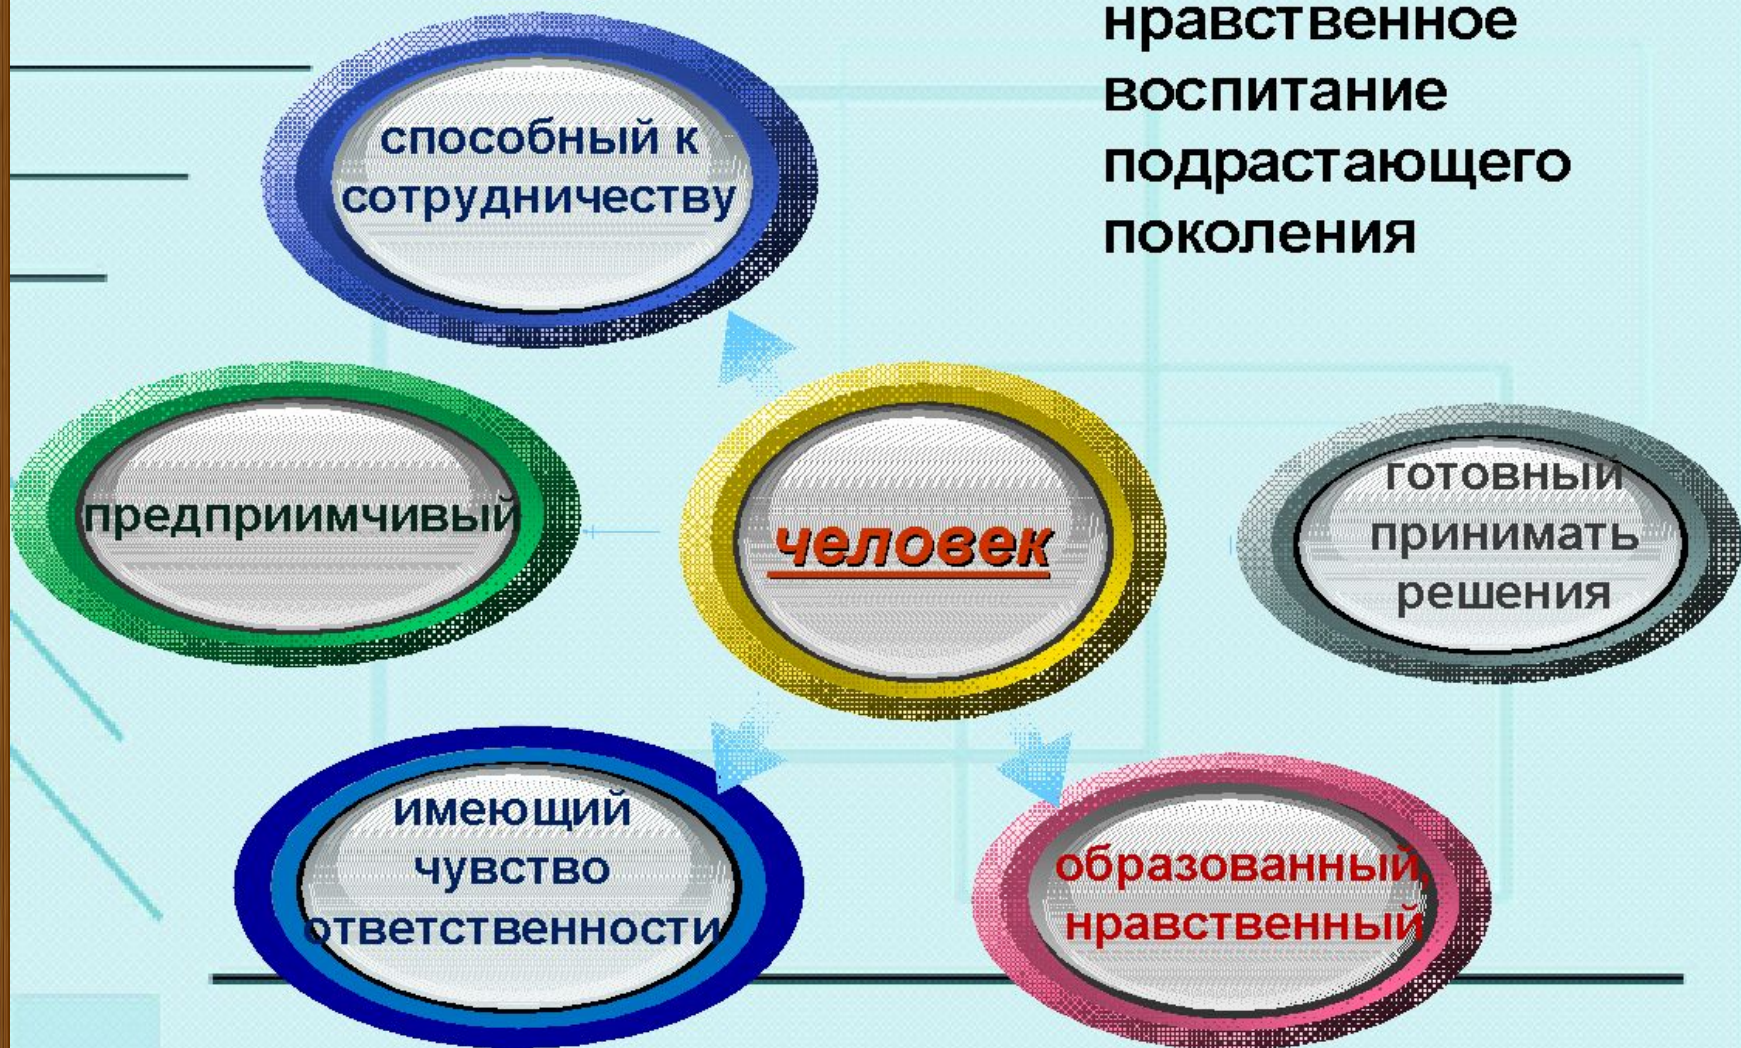 нравственное
воспитание
подрастающего
поколения
способный к
сотрудничеству
предприимчивый
человек
готовный
принимать
решения
имеющий
чувство
ответственности
образованный,
нравственный